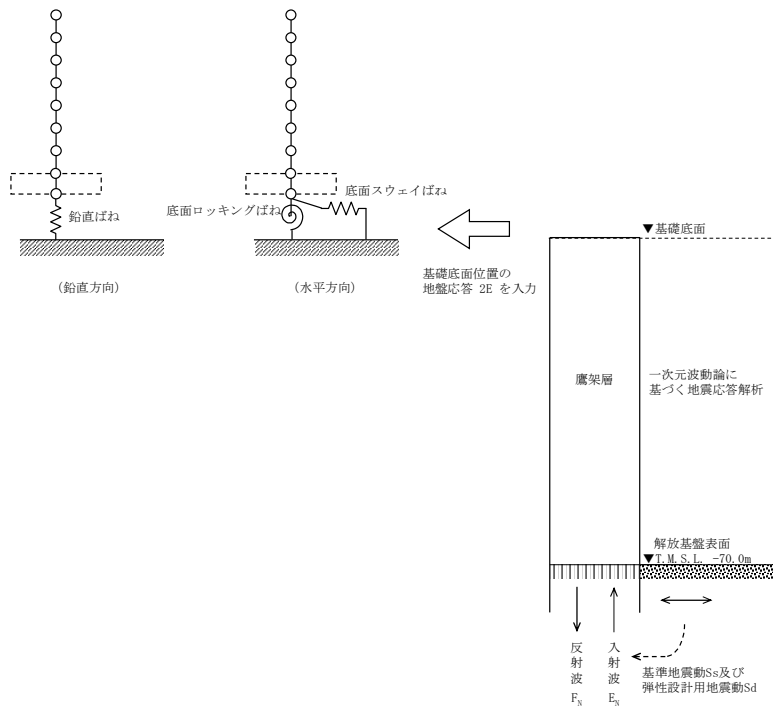 底面スウェイばね
底面ロッキングばね
鉛直ばね
▼基礎底面
基礎底面位置の
地盤応答 2E を入力
(鉛直方向)
(水平方向)
鷹架層
一次元波動論に
基づく地震応答解析
解放基盤表面
▼T.M.S.L. -70.0m
反射波 FN
入射波 EN
基準地震動Ss及び
弾性設計用地震動Sd